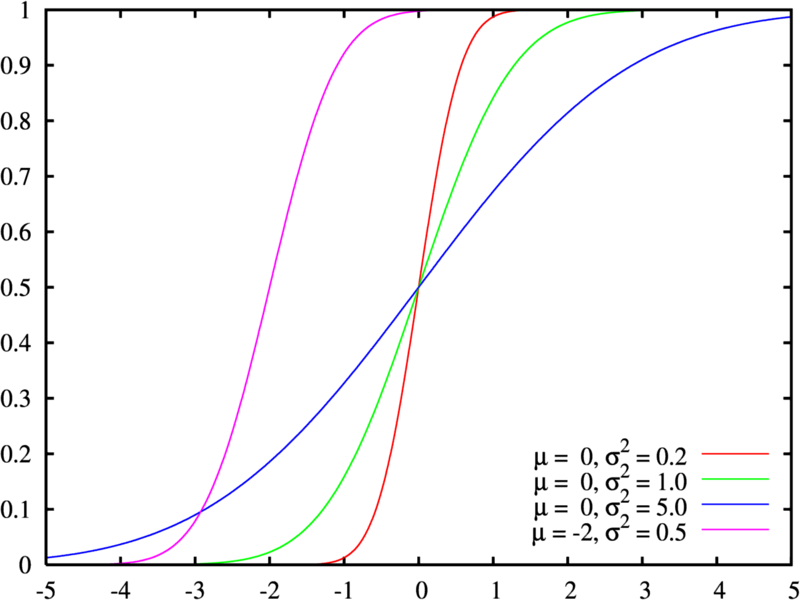 1
0.9
0.8
0.7
0.6
0.5
0.4
0.3
0.2
0.1
0
μ = 0, σ² = 0.2
μ = 0, σ² = 1.0
μ = 0, σ² = 5.0
μ = -2, σ² = 0.5
-5 -4 -3 -2 -1 0 1 2 3 4 5